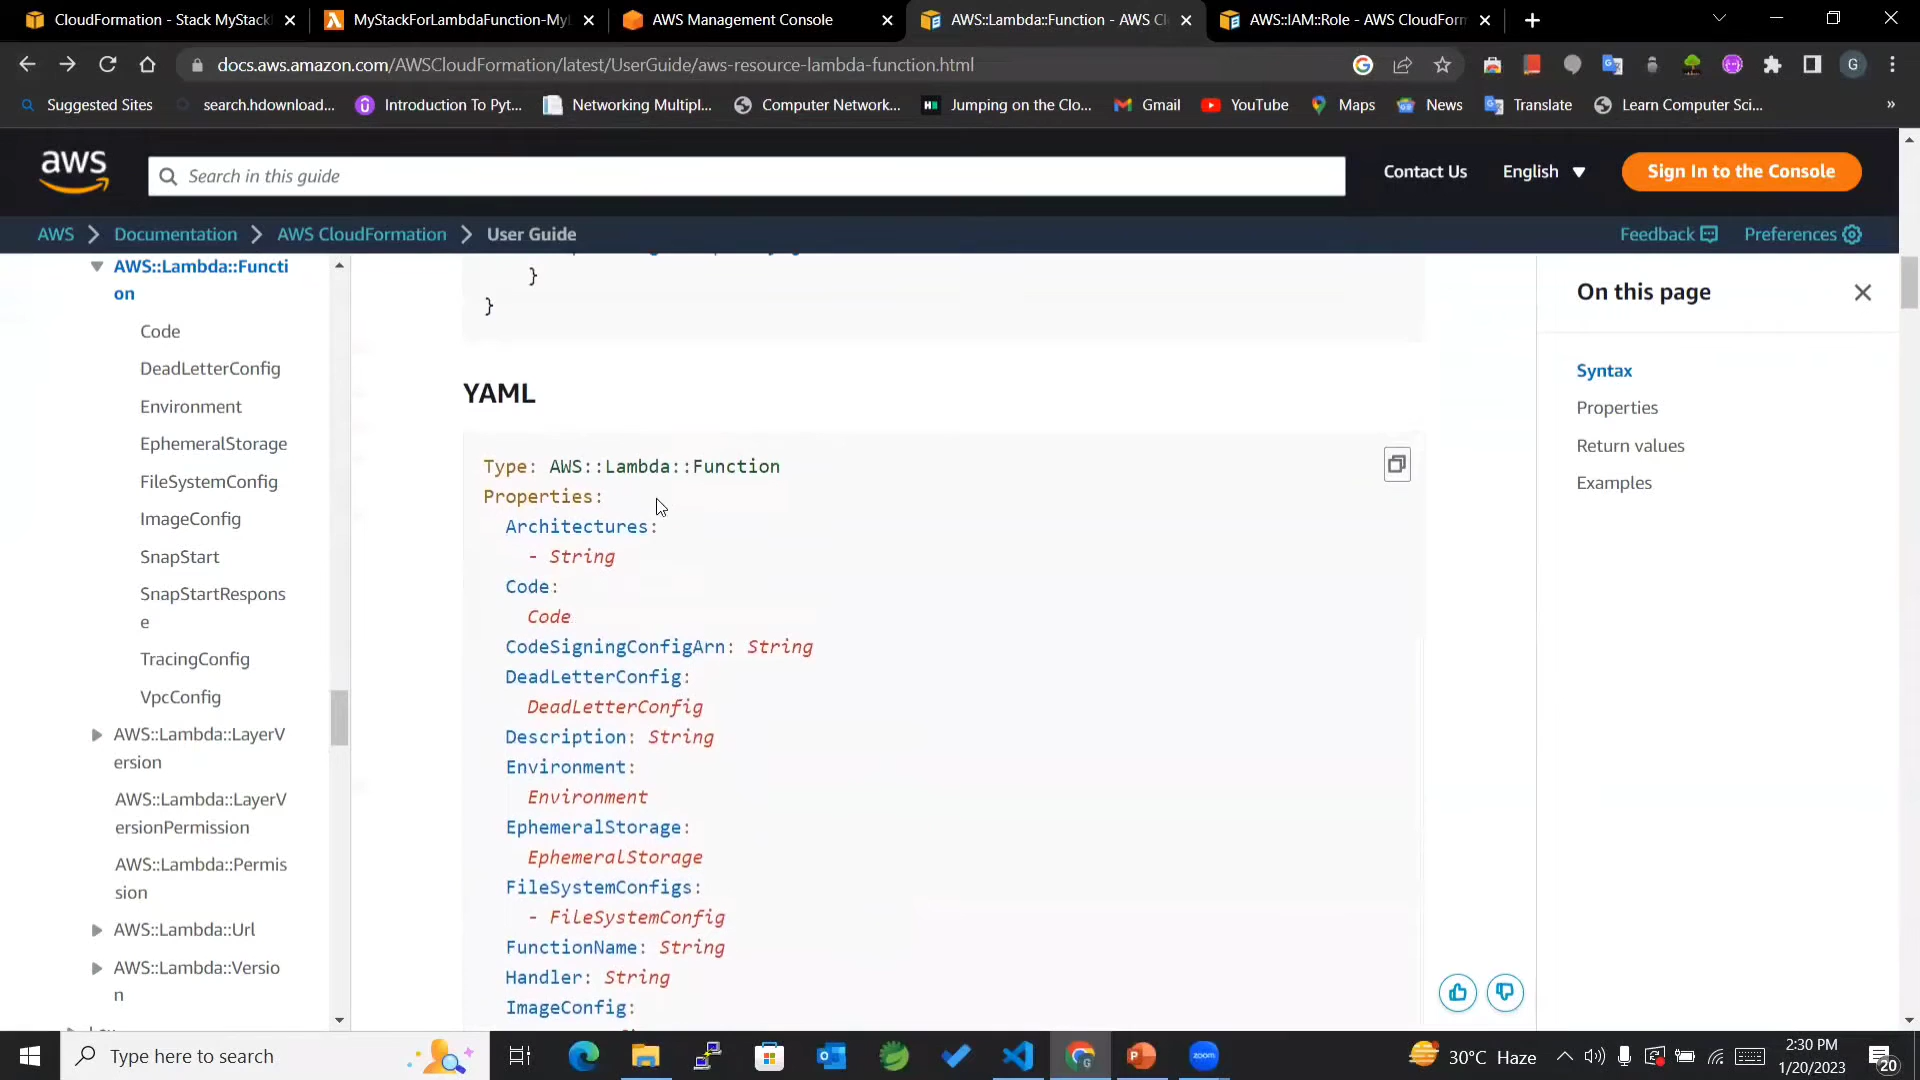 CloudFormation - Stack MyStack
MyStackForLambdaFunction-MyL
AWS Management Console
AWS::Lambda::Function - AWS Cl
AWS::IAM::Role - AWS CloudForm
docs.aws.amazon.com/AWSCloudFormation/latest/UserGuide/aws-resource-lambda-function.html
G
Suggested Sites
search.hdownload...
Introduction To Pyt...
Networking Multipl...
Computer Network...
Jumping on the Clo...
Gmail
YouTube
Maps
News
Translate
Learn Computer Sci...
»
aws
Search in this guide
Contact Us
English
Sign In to the Console
AWS
Documentation
AWS CloudFormation
User Guide
Feedback
Preferences
AWS::Lambda::Functi
on
Code
DeadLetterConfig
Environment
EphemeralStorage
FileSystemConfig
ImageConfig
SnapStart
SnapStartRespons
e
TracingConfig
VpcConfig
AWS::Lambda::LayerV
ersion
AWS::Lambda::LayerV
ersionPermission
AWS::Lambda::Permis
sion
AWS::Lambda::Url
AWS::Lambda::Versio
n
}
}
YAML
Type: AWS::Lambda::Function
Properties:
Architectures:
- String
Code:
Code
CodeSigningConfigArn: String
DeadLetterConfig:
DeadLetterConfig
Description: String
Environment:
Environment
EphemeralStorage:
EphemeralStorage
FileSystemConfigs:
- FileSystemConfig
FunctionName: String
Handler: String
ImageConfig:
On this page
Syntax
Properties
Return values
Examples
Type here to search
zoom
30°C Haze
2:30 PM
1/20/2023
20